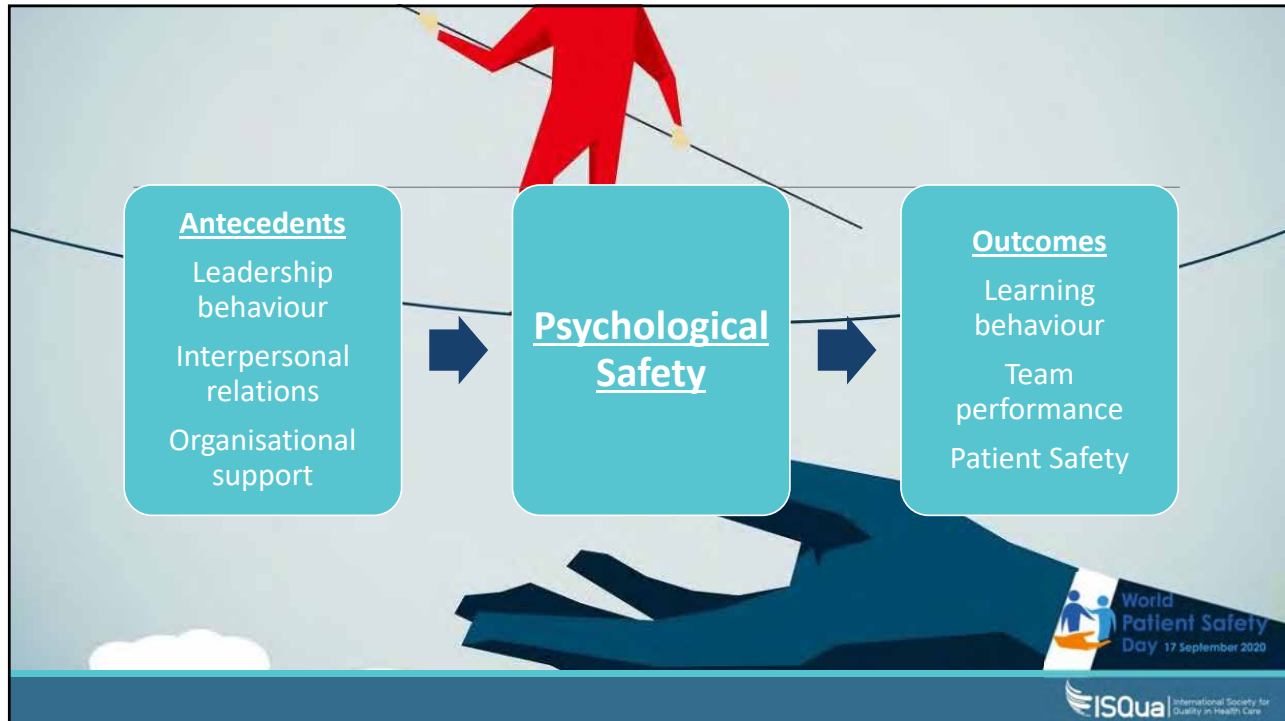 Antecedents
Leadership
behaviour
Interpersonal
relations
Organisational
support
Psychological
Safety
Outcomes
Learning
behaviour
Team
performance
Patient Safety
World
Patient Safety
Day 17 September 2020
ISQua International Society for
Quality in Health Care